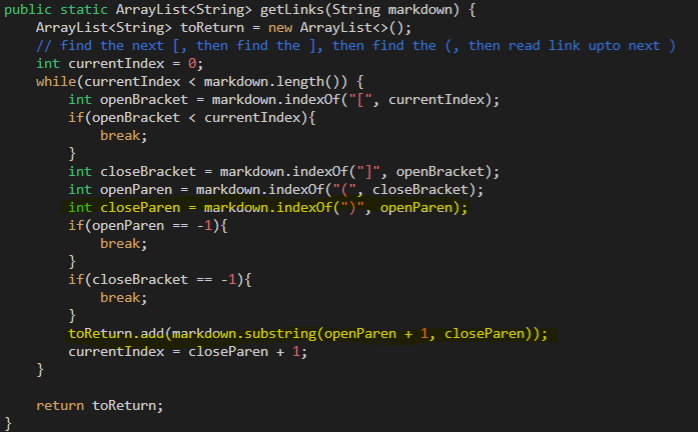 public static ArrayList<String> getLinks(String markdown) {
    ArrayList<String> toReturn = new ArrayList<>();
    // find the next [, then find the ], then find the (, then read link upto next )
    int currentIndex = 0;
    while(currentIndex < markdown.length()) {
        int openBracket = markdown.indexOf("[", currentIndex);
        if(openBracket < currentIndex){
            break;
        }
        int closeBracket = markdown.indexOf("]", openBracket);
        int openParen = markdown.indexOf("(", closeBracket);
        int closeParen = markdown.indexOf(")", openParen);
        if(openParen == -1){
            break;
        }
        if(closeBracket == -1){
            break;
        }
        toReturn.add(markdown.substring(openParen + 1, closeParen));
        currentIndex = closeParen + 1;
    }

    return toReturn;
}